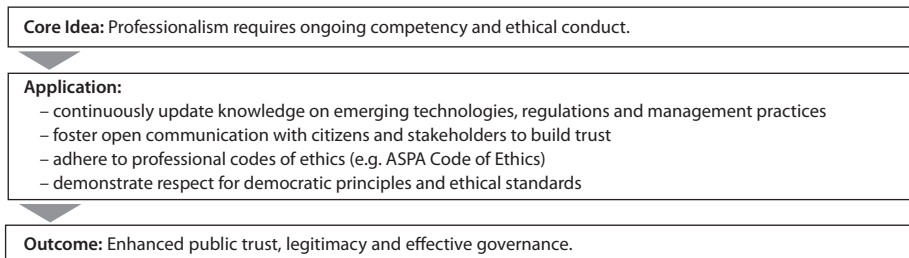 Core Idea: Professionalism requires ongoing competency and ethical conduct.
Application:
– continuously update knowledge on emerging technologies, regulations and management practices
– foster open communication with citizens and stakeholders to build trust
– adhere to professional codes of ethics (e.g. ASPA Code of Ethics)
– demonstrate respect for democratic principles and ethical standards
Outcome: Enhanced public trust, legitimacy and effective governance.